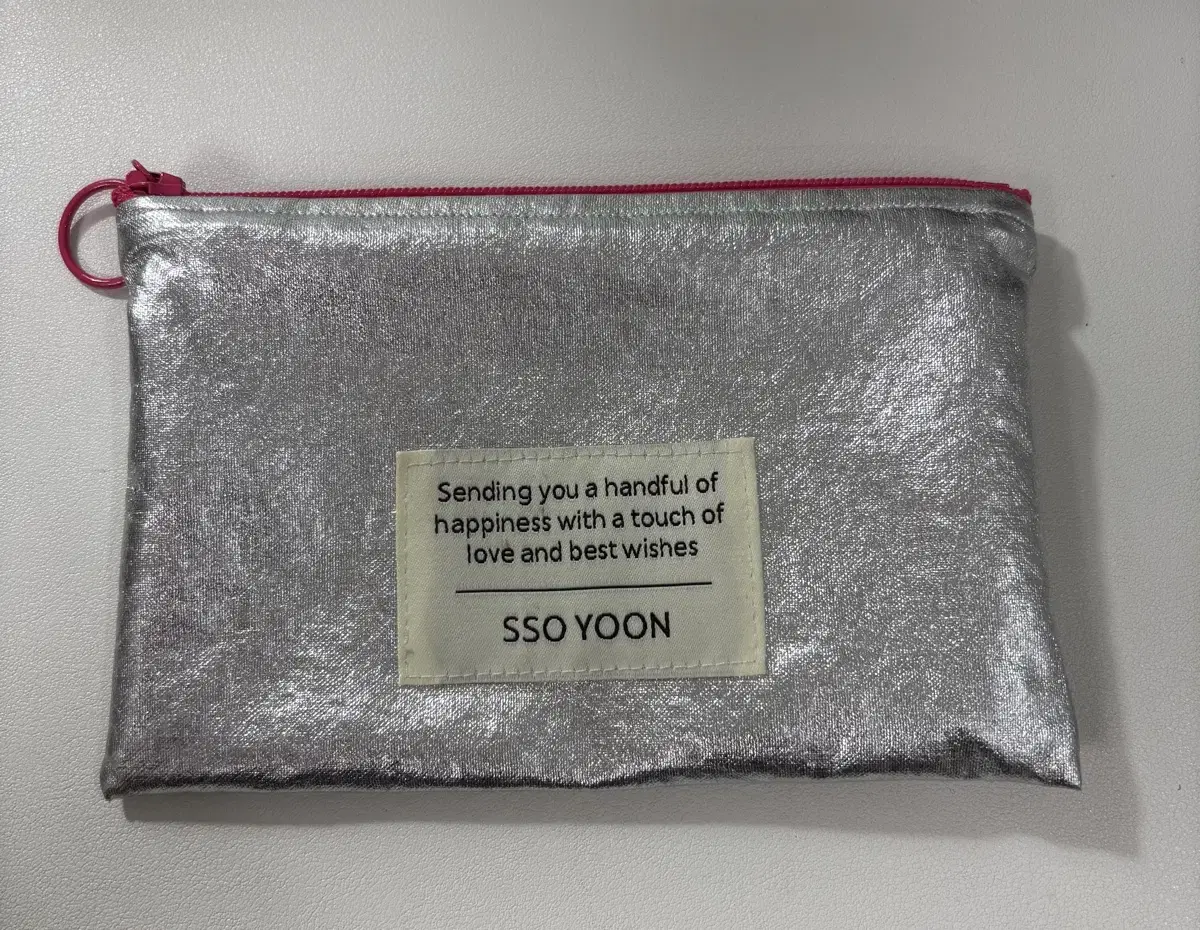 Sending you a handful of
happiness with a touch of
love and best wishes
SSO YOON